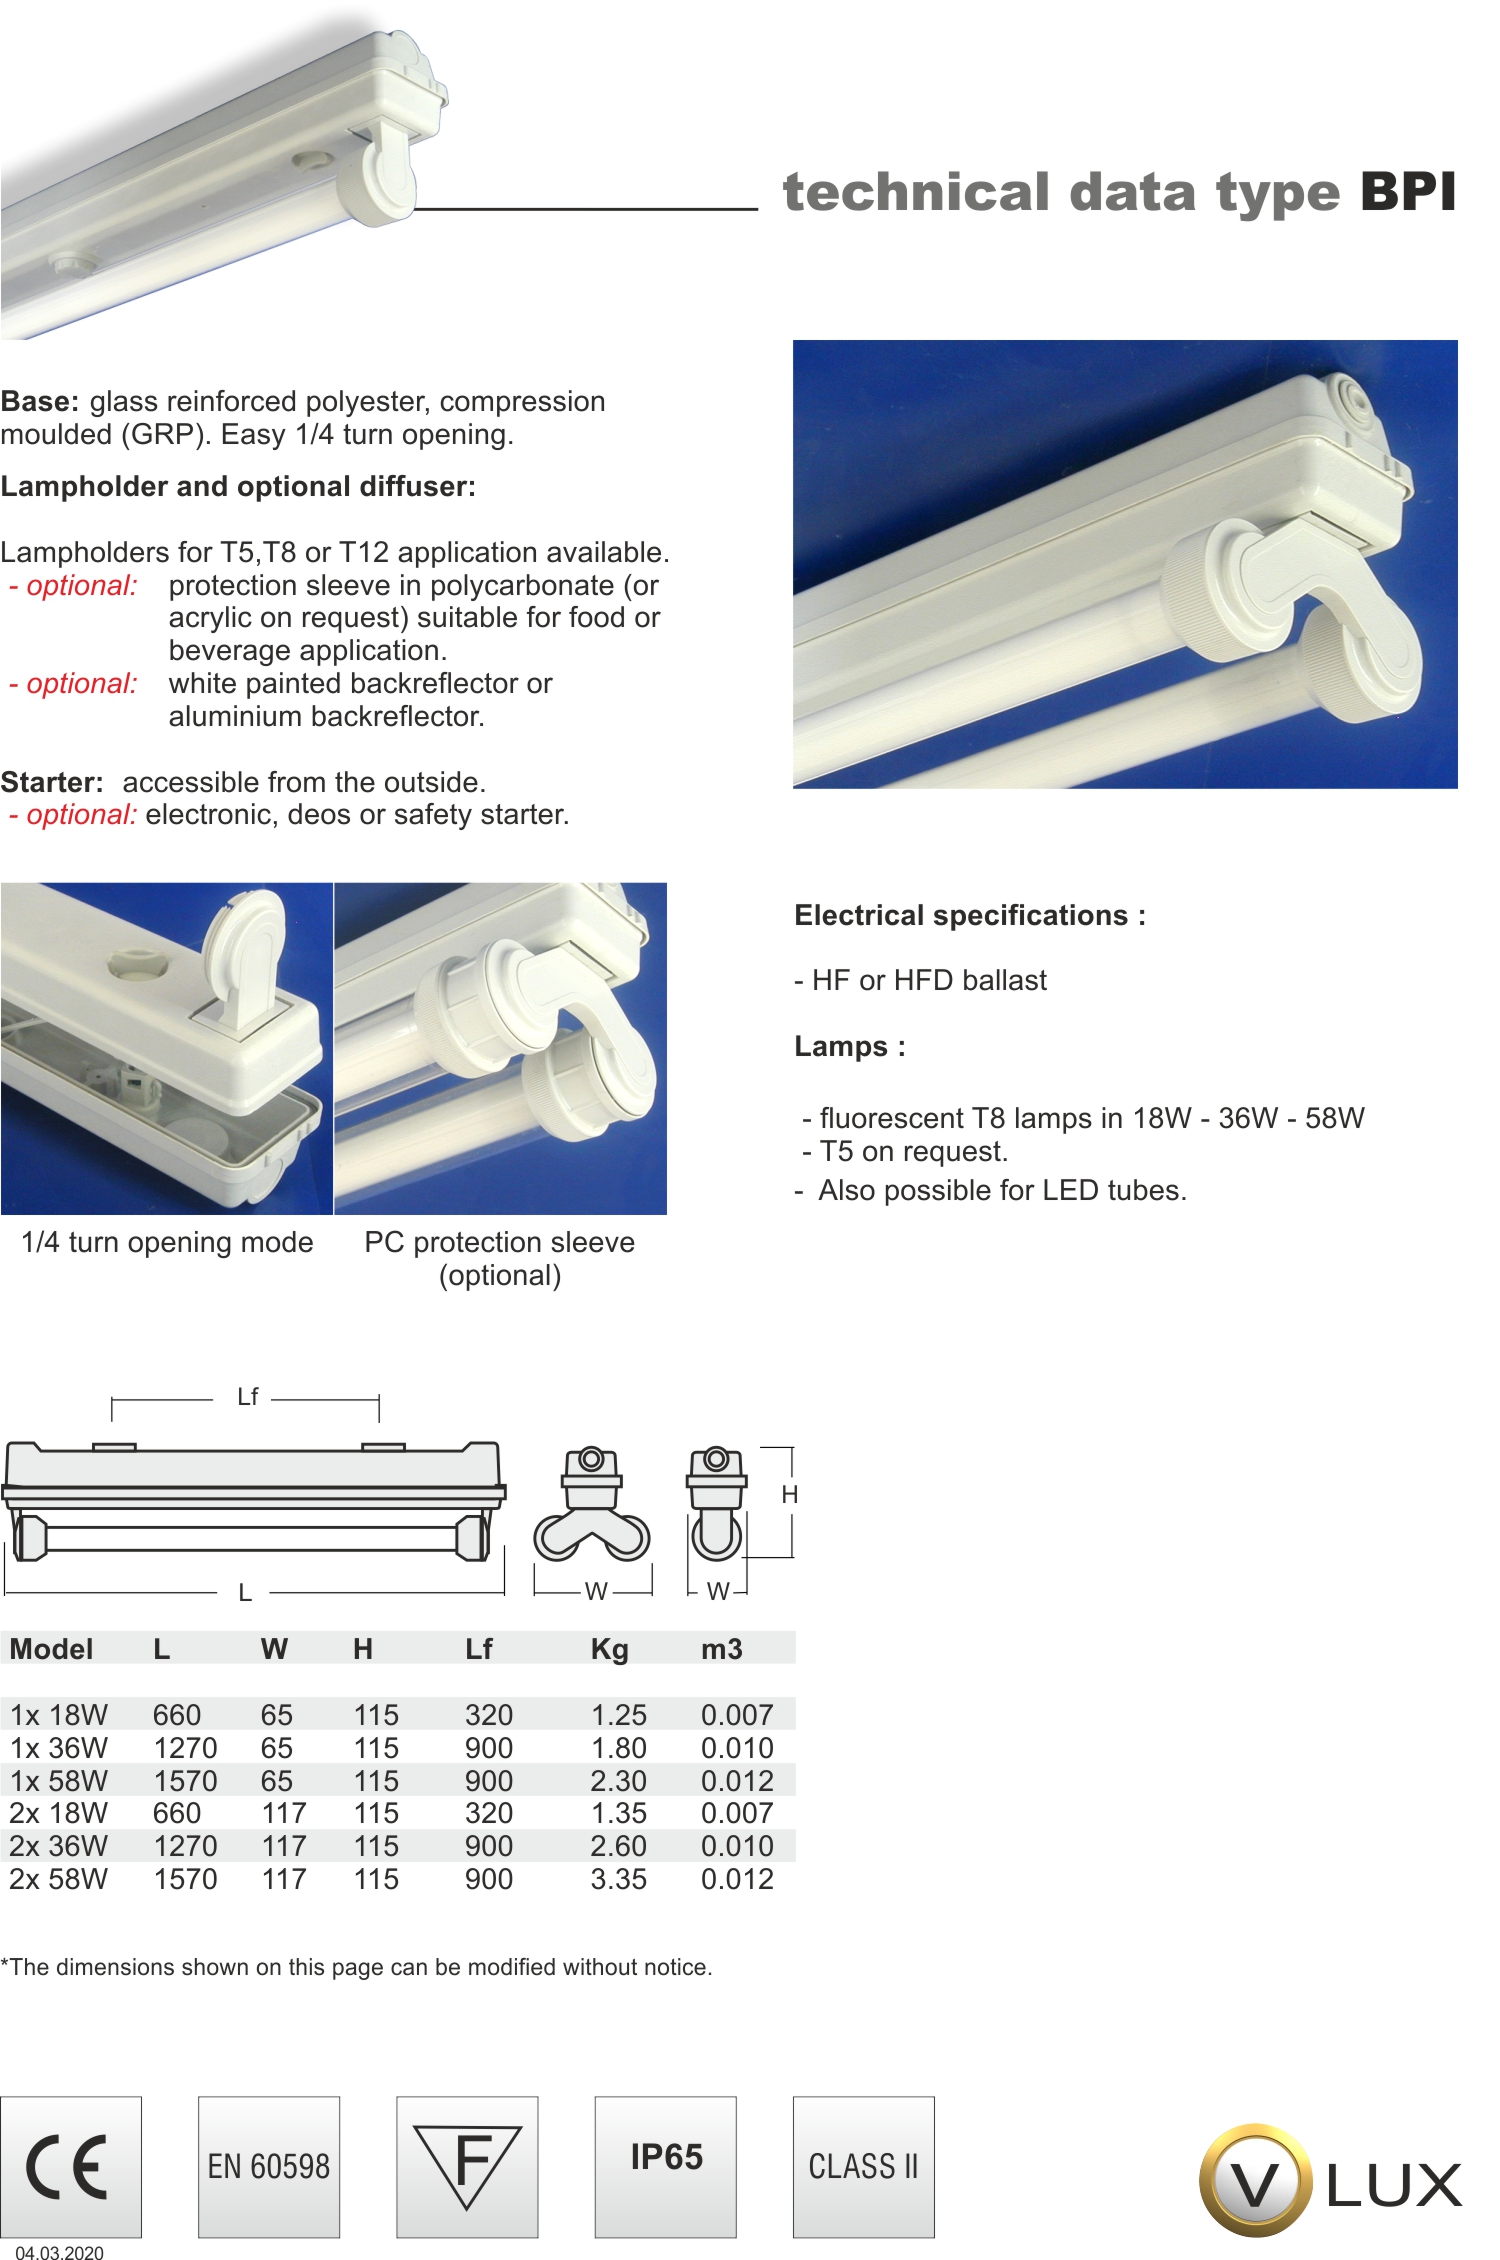 technical data type BPI
Base: glass reinforced polyester, compression
moulded (GRP). Easy 1/4 turn opening.
Lampholder and optional diffuser:
Lampholders for T5,T8 or T12 application available.
- optional: protection sleeve in polycarbonate (or
acrylic on request) suitable for food or
beverage application.
- optional: white painted backreflector or
aluminium backreflector.
Starter: accessible from the outside.
- optional: electronic, deos or safety starter.
1/4 turn opening mode
PC protection sleeve
(optional)
Electrical specifications :
- HF or HFD ballast
Lamps :
- fluorescent T8 lamps in 18W - 36W - 58W
- T5 on request.
- Also possible for LED tubes.
Lf
H
L
W
W
Model L W H Lf Kg m3
1x 18W 660 65 115 320 1.25 0.007
1x 36W 1270 65 115 900 1.80 0.010
1x 58W 1570 65 115 900 2.30 0.012
2x 18W 660 117 115 320 1.35 0.007
2x 36W 1270 117 115 900 2.60 0.010
2x 58W 1570 117 115 900 3.35 0.012
*The dimensions shown on this page can be modified without notice.
CE
EN 60598
F
IP65
CLASS II
V LUX
04.03.2020